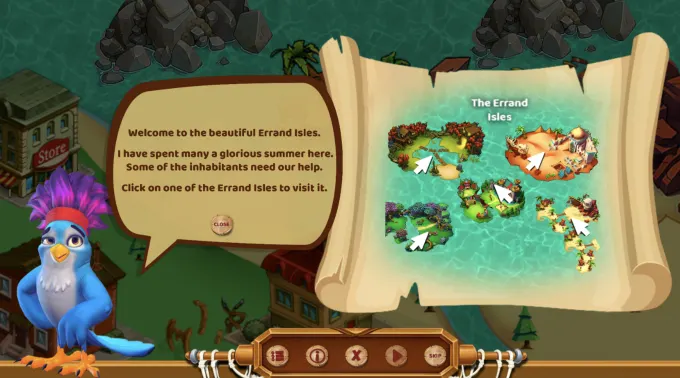 The Errand
Isles
Welcome to the beautiful Errand Isles.
I have spent many a glorious summer here.
Some of the inhabitants need our help.
Click on one of the Errand Isles to visit it.
Store
CLOSE
SKIP